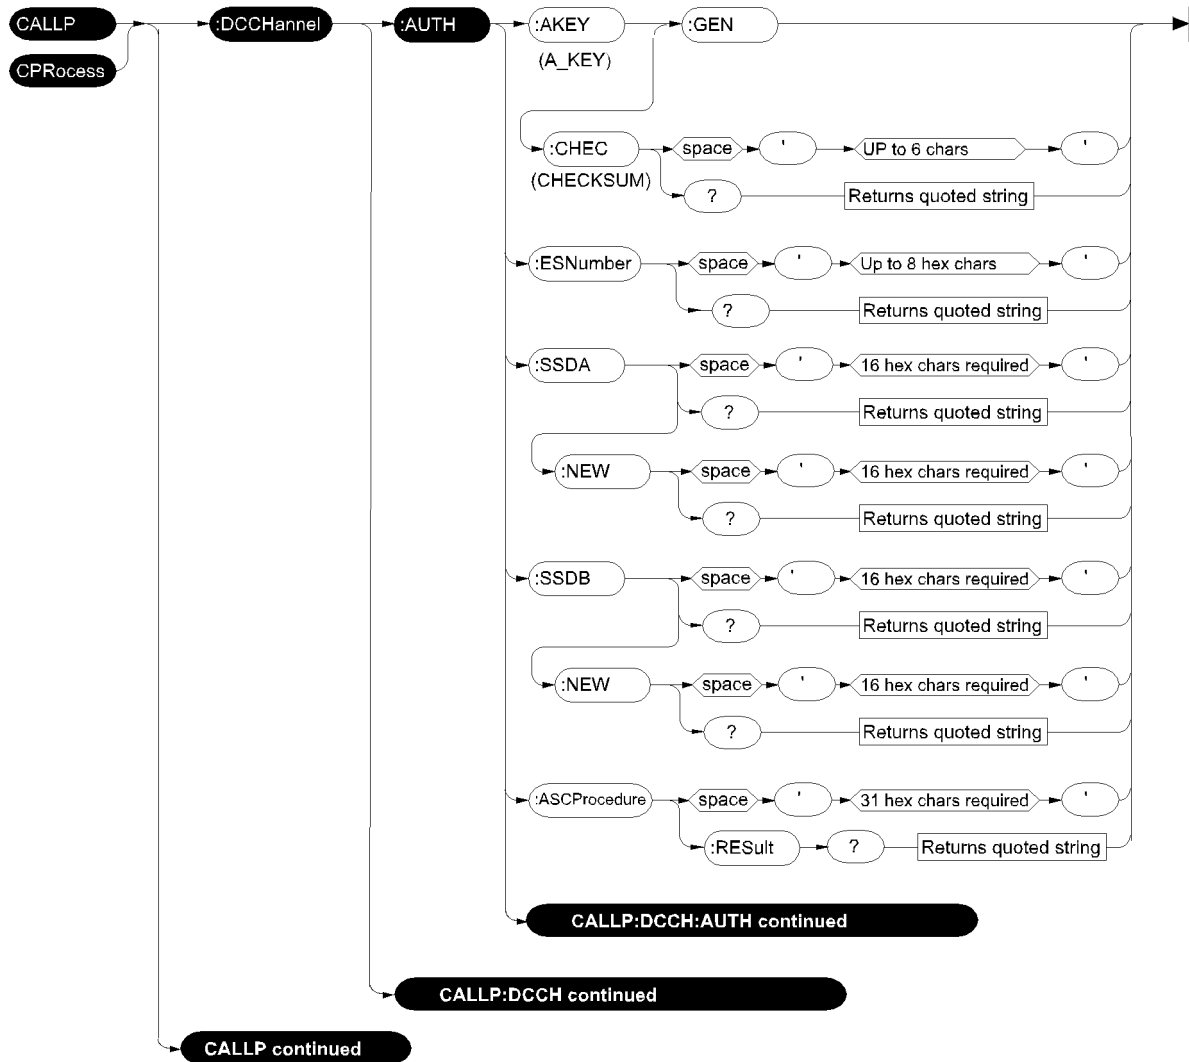 CALLP :DCCHannel :AUTH :AKEY :GEN
(A_KEY)
CPRocess
:CHEC space ' UP to 6 chars '
(CHECKSUM)
? Returns quoted string
:ESNumber space ' Up to 8 hex chars '
? Returns quoted string
:SSDA space ' 16 hex chars required '
? Returns quoted string
:NEW space ' 16 hex chars required '
? Returns quoted string
:SSDB space ' 16 hex chars required '
? Returns quoted string
:NEW space ' 16 hex chars required '
? Returns quoted string
:ASCProcedure space ' 31 hex chars required '
:RESult ? Returns quoted string
CALLP:DCCH:AUTH continued
CALLP:DCCH continued
CALLP continued